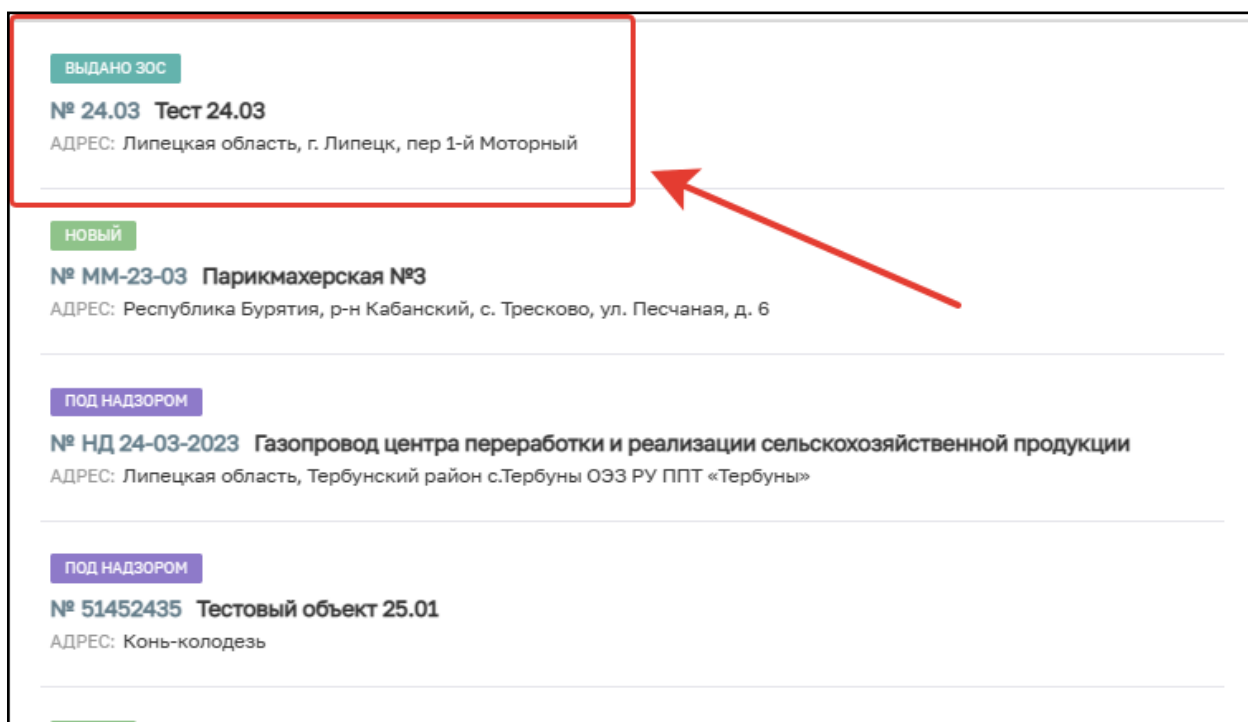 ВЫДАНО ЗОС
№ 24.03 Тест 24.03
АДРЕС: Липецкая область, г. Липецк, пер 1-й Моторный
НОВЫЙ
№ ММ-23-03 Парикмахерская №3
АДРЕС: Республика Бурятия, р-н Кабанский, с. Тресково, ул. Песчаная, д. 6
ПОД НАДЗОРОМ
№ НД 24-03-2023 Газопровод центра переработки и реализации сельскохозяйственной продукции
АДРЕС: Липецкая область, Тербунский район с.Тербуны ОЭЗ РУ ППТ «Тербуны»
ПОД НАДЗОРОМ
№ 51452435 Тестовый объект 25.01
АДРЕС: Конь-колодезь